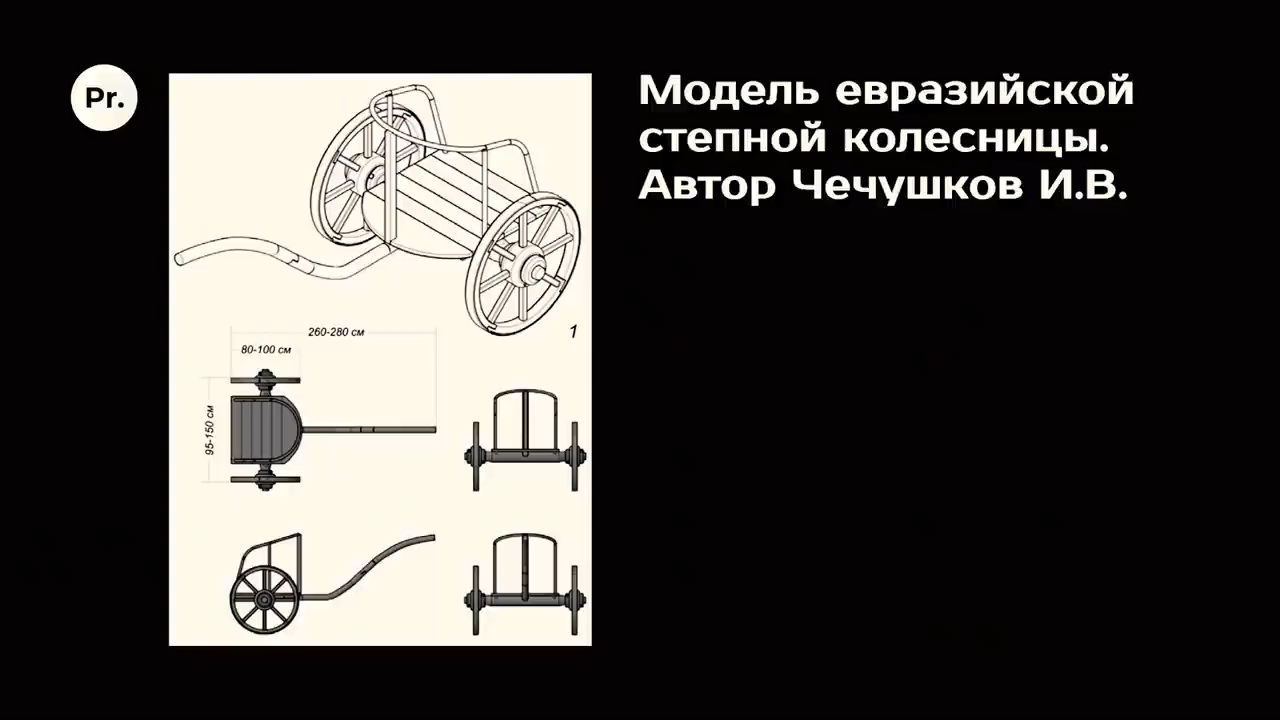 Pr.
Модель евразийской
степной колесницы.
Автор Чечушков И.В.
1
260-280 см
80-100 см
95-150 см